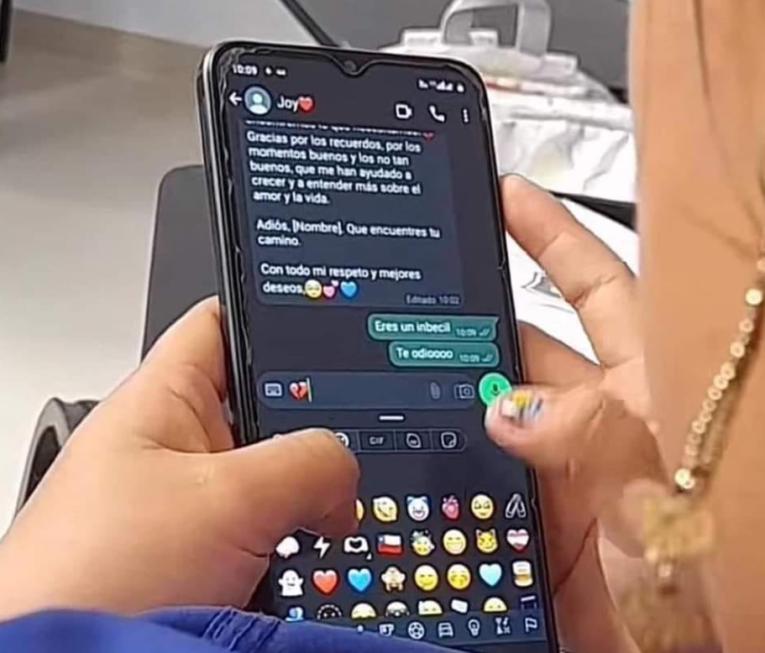 10:09
Joy
Gracias por los recuerdos, por los
momentos buenos y los no tan
buenos, que me han ayudado a
crecer y a entender más sobre el
amor y la vida.
Adiós, [Nombre]. Que encuentres tu
camino.
Con todo mi respeto y mejores
deseos,
Editado 10:02
Eres un inbecil 10:09
Te odioooo 10:09
GIF